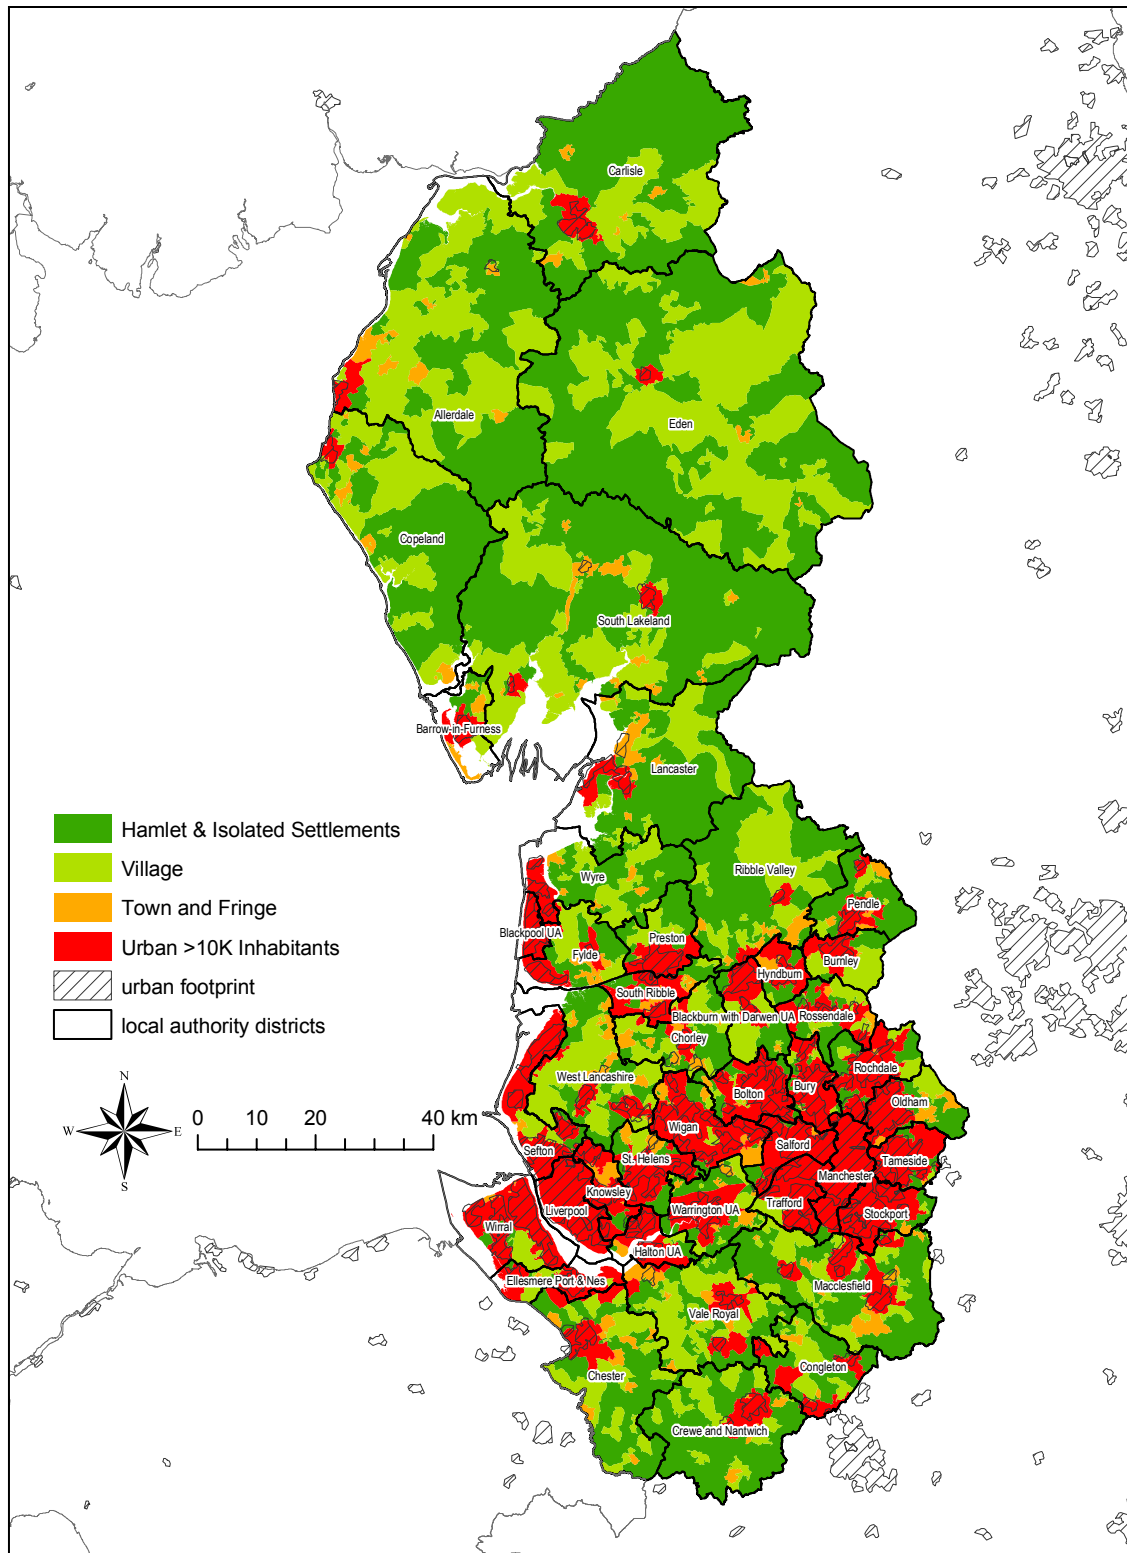 Carlisle
Allerdale
Eden
Copeland
South Lakeland
Barrow-in-Furness
Lancaster
Hamlet & Isolated Settlements
Village
Town and Fringe
Urban >10K Inhabitants
urban footprint
local authority districts
Wyre
Ribble Valley
Pendle
Blackpool UA
Preston
Fylde
Burnley
Hyndburn
South Ribble
Blackburn with Darwen UA
Rossendale
Chorley
West Lancashire
Rochdale
Bolton
Bury
Oldham
Wigan
Salford
Sefton
St. Helens
Tameside
Manchester
Knowsley
Trafford
Liverpool
Warrington UA
Stockport
Wirral
Halton UA
Ellesmere Port & Nes
Macclesfield
Vale Royal
Congleton
Chester
Crewe and Nantwich
N
W
E
S
0 10 20 40 km